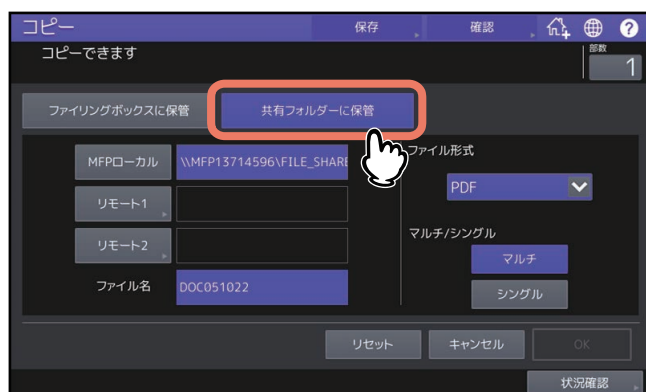 コピー 保存 確認
コピーできます 部数
1
ファイリングボックスに保管 共有フォルダーに保管
MFPローカル \\MFP13714596\FILE_SHARE ファイル形式
PDF
リモート1
マルチ/シングル
リモート2 マルチ
ファイル名 DOC051022 シングル
リセット キャンセル OK
状況確認